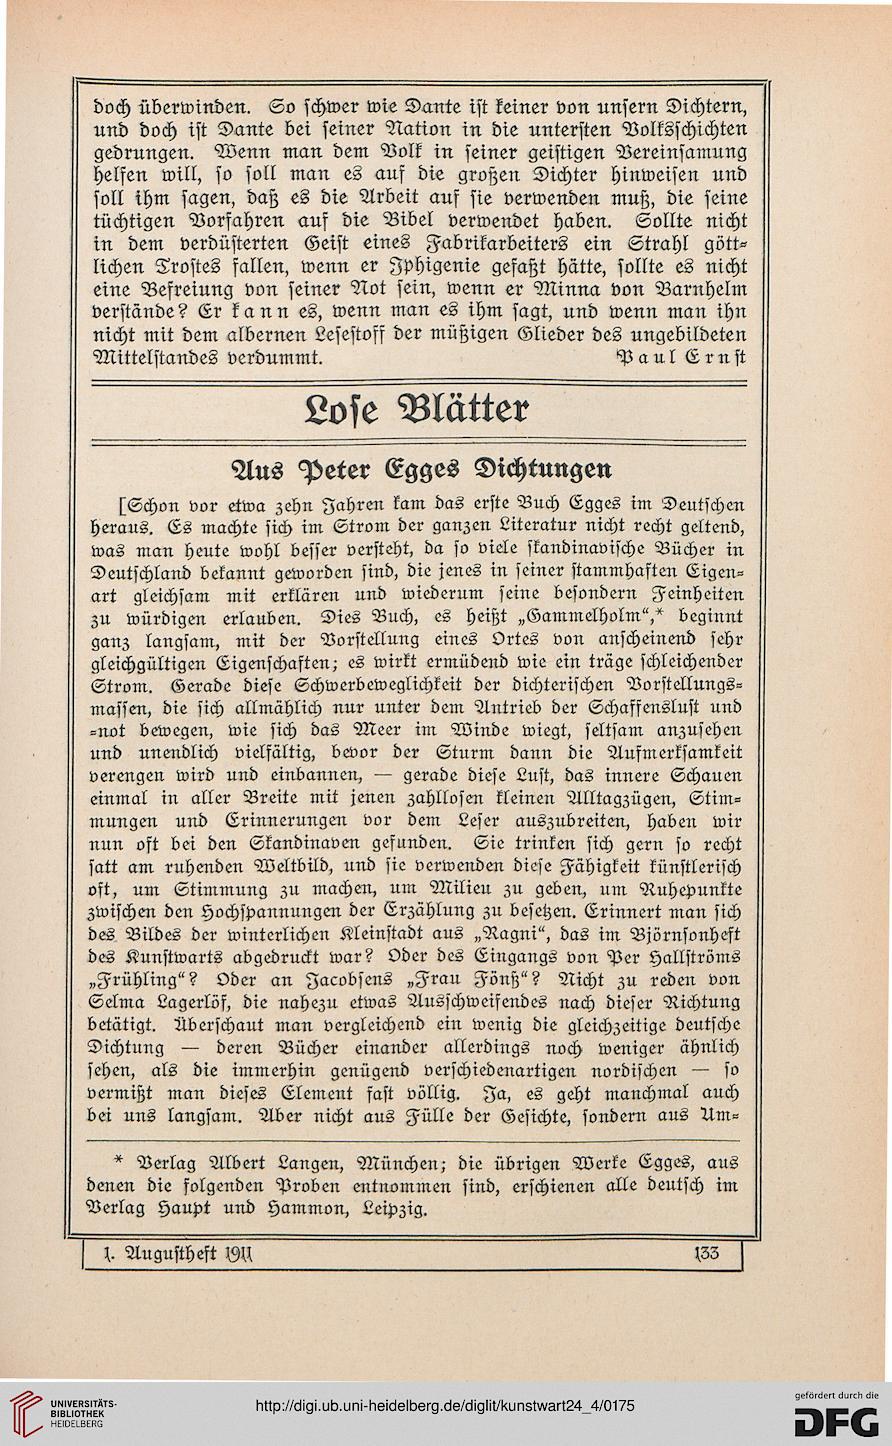 doch überwinden. So schwer wie Dante ist keiner von unsern Dichtern,
und doch ist Dante bei seiner Nation in die untersten Volksschichten
gedrungen. Wenn man dem Volk in seiner geistigen Vereinsamung
helfen will, so soll man es auf die großen Dichter hinweisen und
soll ihm sagen, daß es die Arbeit auf sie verwenden muß, die seine
tüchtigen Vorfahren auf die Bibel verwendet haben. Sollte nicht
in dem verdüsterten Geist eines Fabrikarbeiters ein Strahl gött-
lichen Trostes fallen, wenn er Iphigenie gefaßt hätte, sollte es nicht
eine Befreiung von seiner Not sein, wenn er Minna von Barnhelm
verstände? Er kann es, wenn man es ihm sagt, und wenn man ihn
nicht mit dem albernen Lesestoff der müßigen Glieder des ungebildeten
Mittelstandes verdummt. Paul Ernst
Lose Blätter
Aus Peter Egges Dichtungen
[Schon vor etwa zehn Jahren kam das erste Buch Egges im Deutschen
heraus. Es machte sich im Strom der ganzen Literatur nicht recht geltend,
was man heute wohl besser versteht, da so viele skandinavische Bücher in
Deutschland bekannt geworden sind, die jenes in seiner stammhaften Eigen-
art gleichsam mit erklären und wiederum seine besondern Feinheiten
zu würdigen erlauben. Dies Buch, es heißt „Gammelholm“,* beginnt
ganz langsam, mit der Vorstellung eines Ortes von anscheinend sehr
gleichgültigen Eigenschaften; es wirkt ermüdend wie ein träge schleichender
Strom. Gerade diese Schwerbeweglichkeit der dichterischen Vorstellungs-
massen, die sich allmählich nur unter dem Antrieb der Schaffenslust und
-not bewegen, wie sich das Meer im Winde wiegt, seltsam anzusehen
und unendlich vielfältig, bevor der Sturm dann die Aufmerksamkeit
verengen wird und einbannen, — gerade diese Lust, das innere Schauen
einmal in aller Breite mit jenen zahllosen kleinen Alltagzügen, Stim-
mungen und Erinnerungen vor dem Leser auszubreiten, haben wir
nun oft bei den Skandinaven gefunden. Sie trinken sich gern so recht
satt am ruhenden Weltbild, und sie verwenden diese Fähigkeit künstlerisch
oft, um Stimmung zu machen, um Milieu zu geben, um Ruhepunkte
zwischen den Hochspannungen der Erzählung zu besetzen. Erinnert man sich
des Bildes der winterlichen Kleinstadt aus „Ragni“, das im Björnsonheft
des Kunstwarts abgedruckt war? Oder des Eingangs von Per Hallströms
„Frühling“? Oder an Jacobsens „Frau Fönß“? Nicht zu reden von
Selma Lagerlöf, die nahezu etwas Ausschweifendes nach dieser Richtung
betätigt. Überschaut man vergleichend ein wenig die gleichzeitige deutsche
Dichtung — deren Bücher einander allerdings noch weniger ähnlich
sehen, als die immerhin genügend verschiedenartigen nordischen — so
vermißt man dieses Element fast völlig. Ja, es geht manchmal auch
bei uns langsam. Aber nicht aus Fülle der Gesichte, sondern aus Um-
* Verlag Albert Langen, München; die übrigen Werke Egges, aus
denen die folgenden Proben entnommen sind, erschienen alle deutsch im
Verlag Haupt und Hammon, Leipzig.
1. Augustheft 1911 133
UNIVERSITÄTS-
BIBLIOTHEK
HEIDELBERG
http://digi.ub.uni-heidelberg.de/diglit/kunstwart24_4/0175
gefördert durch die
DFG